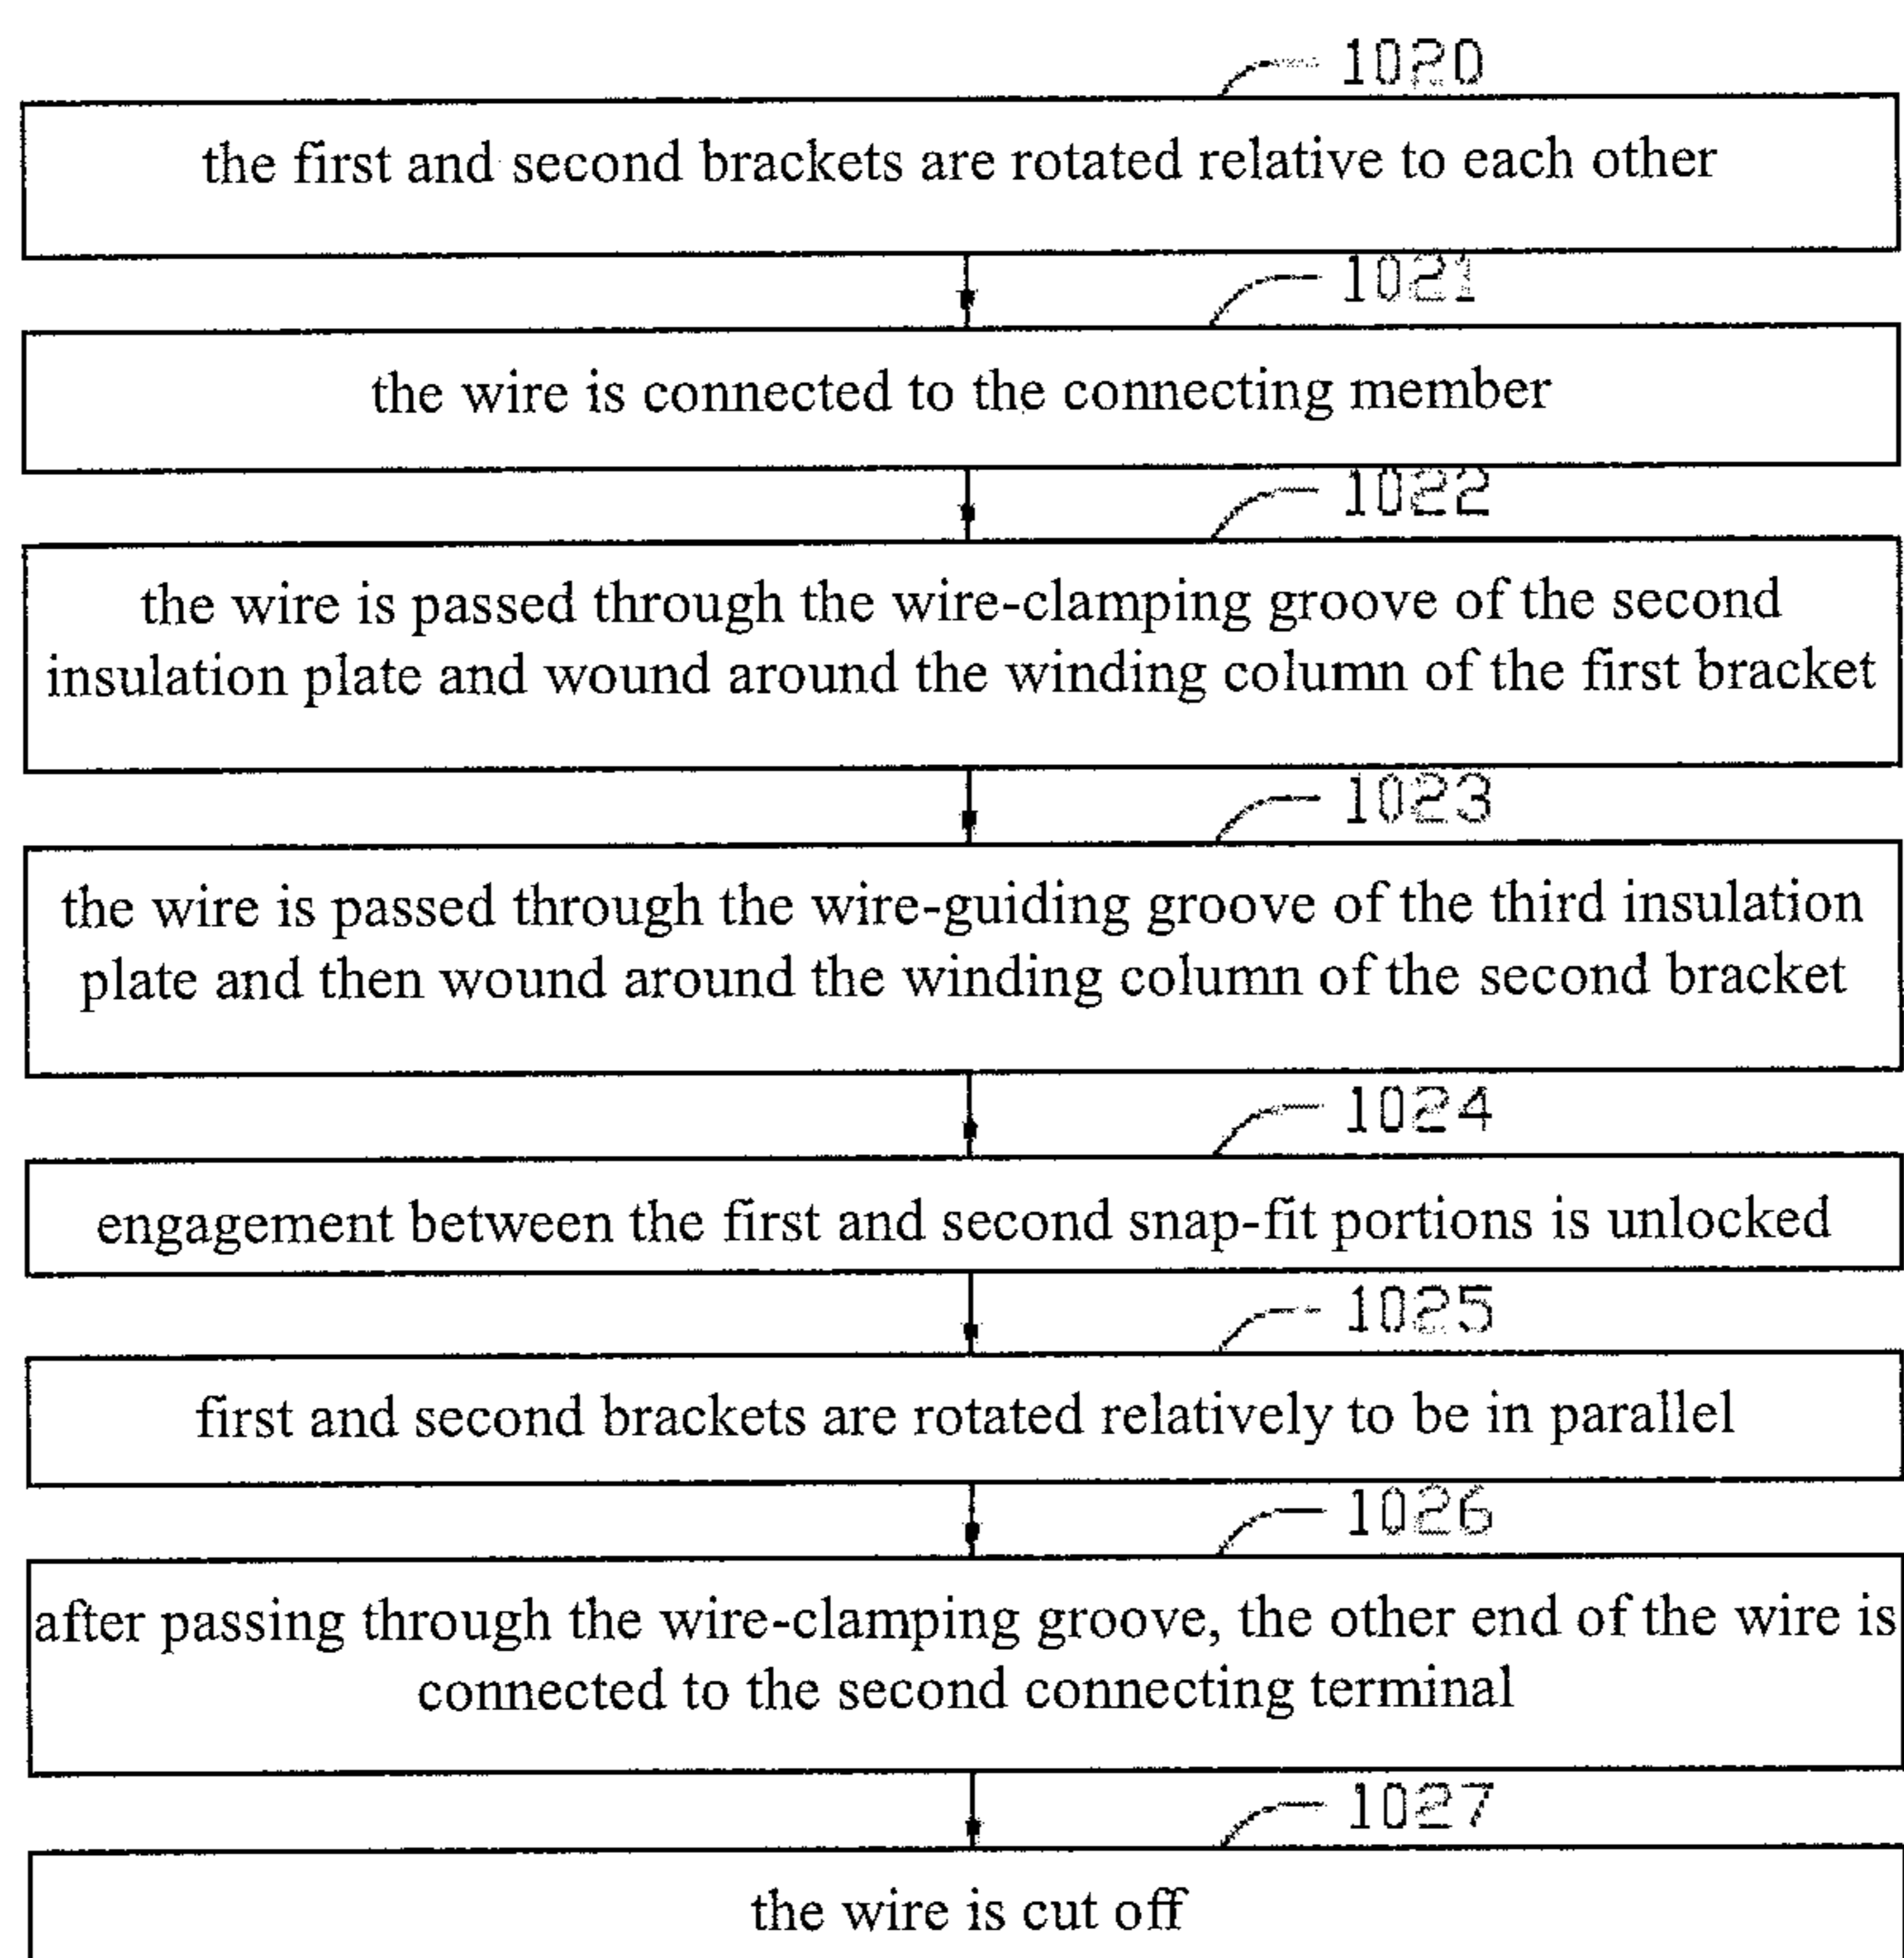 1020
the first and second brackets are rotated relative to each other
1021
the wire is connected to the connecting member
1022
the wire is passed through the wire-clamping groove of the second
insulation plate and wound around the winding column of the first bracket
1023
the wire is passed through the wire-guiding groove of the third insulation
plate and then wound around the winding column of the second bracket
1024
engagement between the first and second snap-fit portions is unlocked
1025
first and second brackets are rotated relatively to be in parallel
1026
after passing through the wire-clamping groove, the other end of the wire is
connected to the second connecting terminal
1027
the wire is cut off